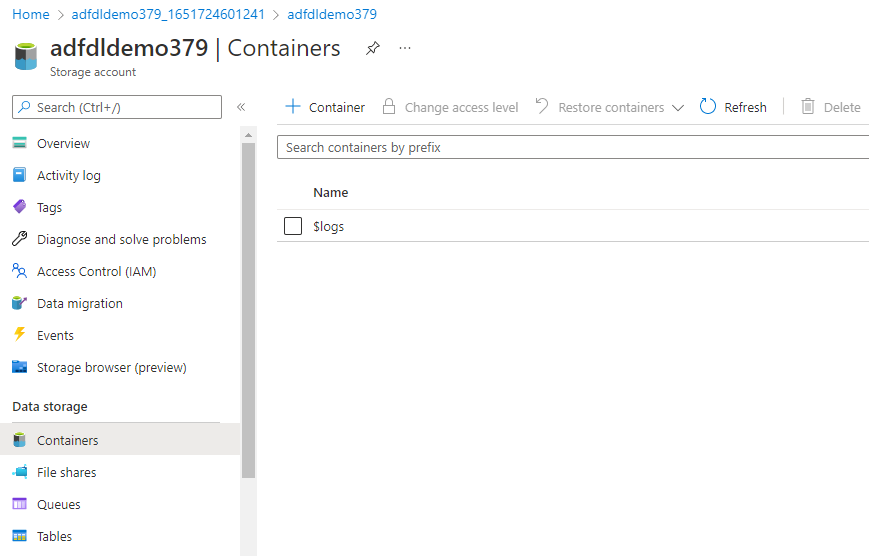 Home > adfdldemo379_1651724601241 > adfdldemo379
adfdldemo379 | Containers ...
Storage account
Search (Ctrl+/) «
+ Container Change access level Restore containers Refresh Delete
Search containers by prefix
Overview
Activity log
Tags
Diagnose and solve problems
Access Control (IAM)
Data migration
Events
Storage browser (preview)
Data storage
Containers
File shares
Queues
Tables
Name
$logs